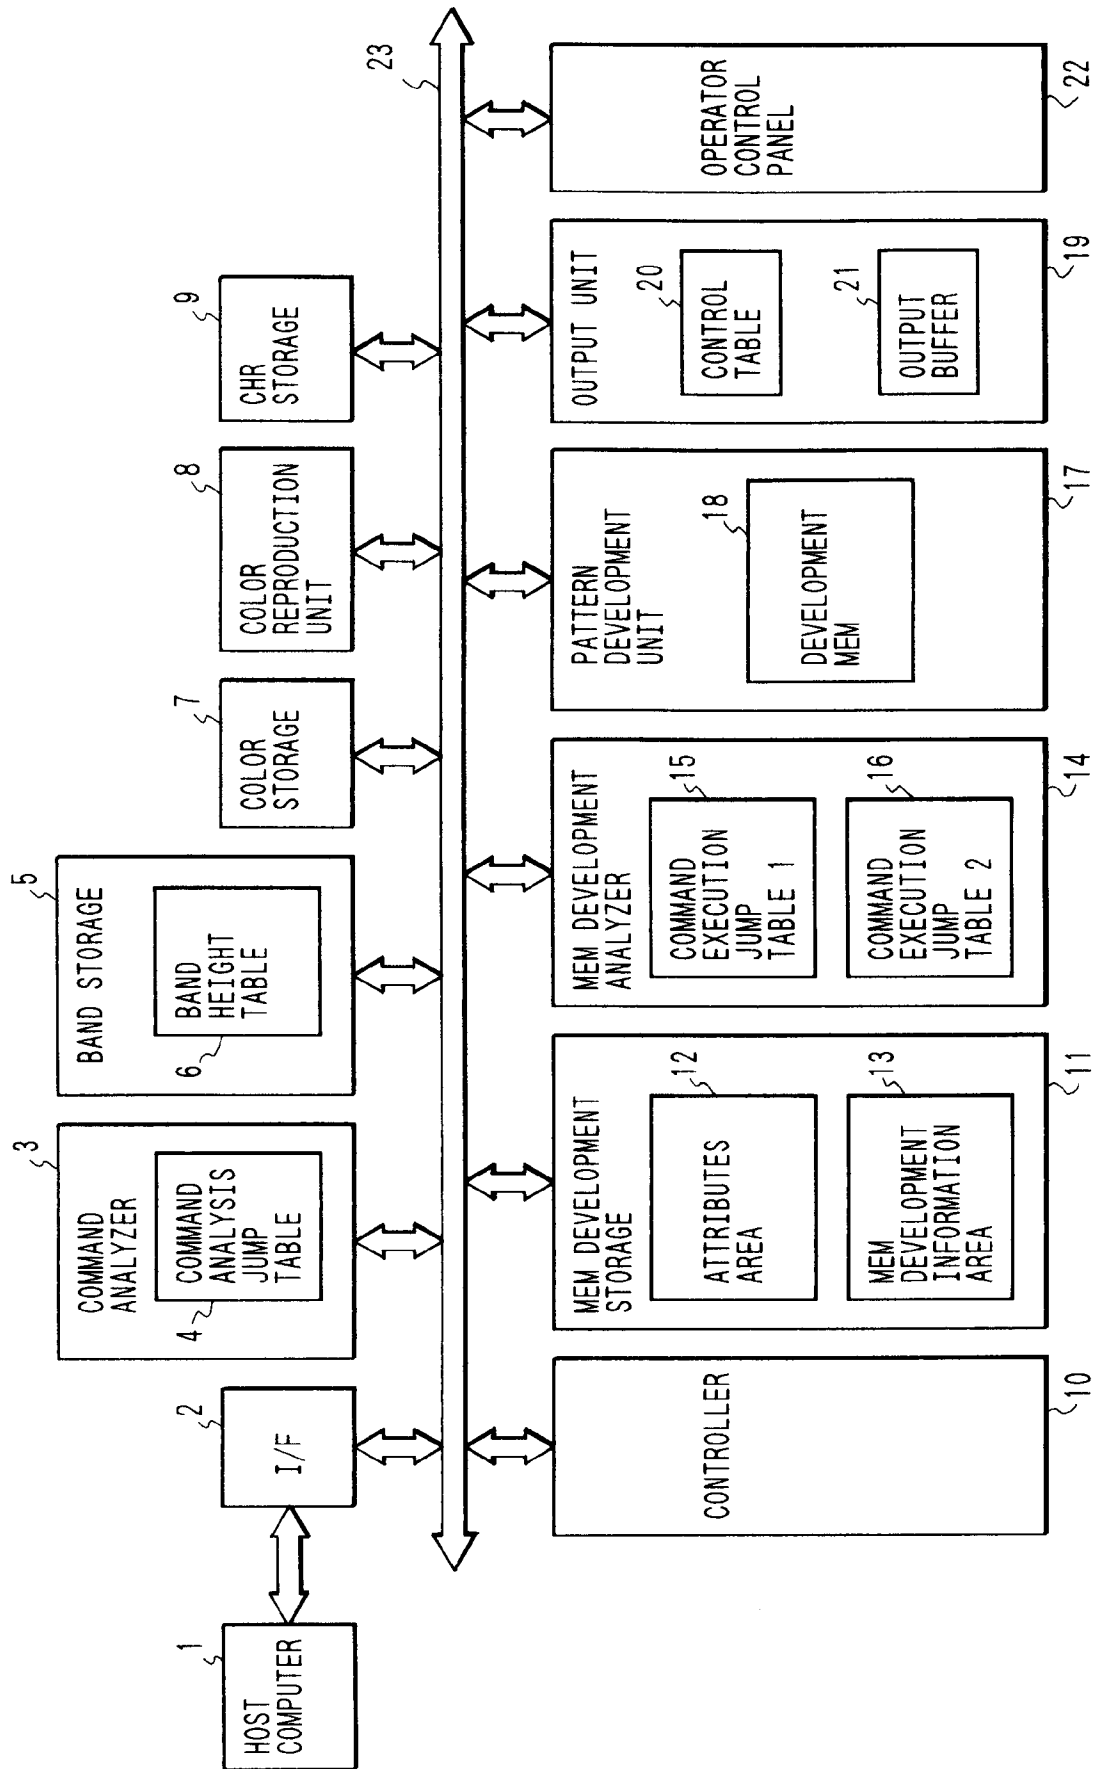 1
HOST
COMPUTER
2
I/F
3
COMMAND
ANALYZER
4
COMMAND
ANALYSIS
JUMP
TABLE
5
BAND STORAGE
6
BAND
HEIGHT
TABLE
7
COLOR
STORAGE
8
COLOR
REPRODUCTION
UNIT
9
CHR
STORAGE
23
CONTROLLER
10
MEM DEVELOPMENT
STORAGE
12
ATTRIBUTES
AREA
13
MEM
DEVELOPMENT
INFORMATION
AREA
11
MEM DEVELOPMENT
ANALYZER
15
COMMAND
EXECUTION
JUMP
TABLE 1
16
COMMAND
EXECUTION
JUMP
TABLE 2
14
PATTERN
DEVELOPMENT
UNIT
18
DEVELOPMENT
MEM
17
OUTPUT UNIT
20
CONTROL
TABLE
21
OUTPUT
BUFFER
19
OPERATOR
CONTROL
PANEL
22